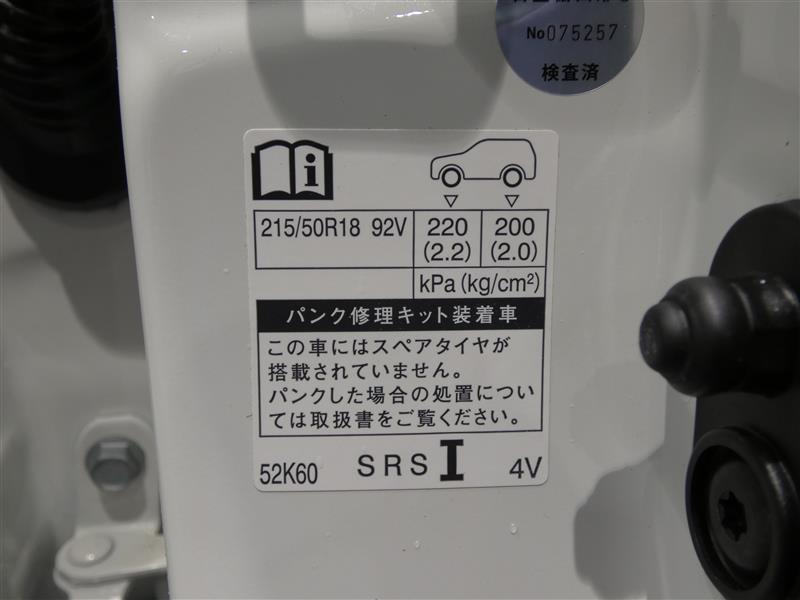 No075257
検査済
215/50R18 92V 220 200
(2.2) (2.0)
kPa(kg/cm²)
パンク修理キット装着車
この車にはスペアタイヤが
搭載されていません。
パンクした場合の処置につい
ては取扱書をご覧ください。
52K60 SRS I 4V